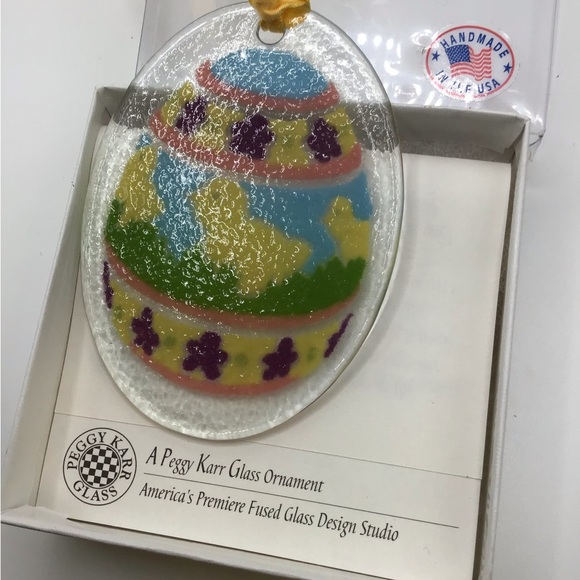 HANDMADE
IN THE USA
PEGGY KARR
GLASS
A Peggy Karr Glass Ornament
America's Premiere Fused Glass Design Studio